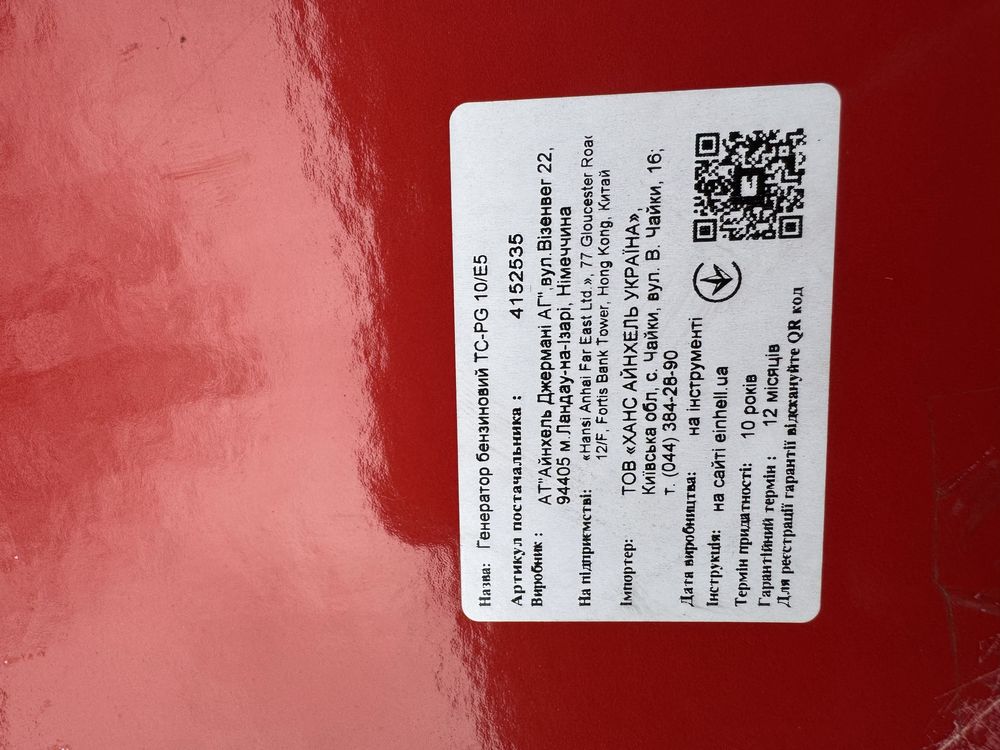 Назва: Генератор бензиновий TC-PG 10/E5
Артикул постачальника : 4152535
Виробник : АТ"Айнхель Джермані АГ",вул.Візенвег 22,
94405 м.Ландау-на-Ізарі, Німеччина
На підприємстві: «Hansi Anhai Far East Ltd.», 77 Gloucester Road
12/F, Fortis Bank Tower, Hong Kong, Китай
Імпортер: ТОВ «ХАНС АЙНХЕЛЬ УКРАЇНА»,
Київська обл, с. Чайки, вул. В. Чайки, 16;
т. (044) 384-28-90
Дата виробництва: на інструменті
Інструкція: на сайті einhell.ua
Термін придатності: 10 років
Гарантійний термін : 12 місяців
Для реєстрації гарантії відскануйте QR код